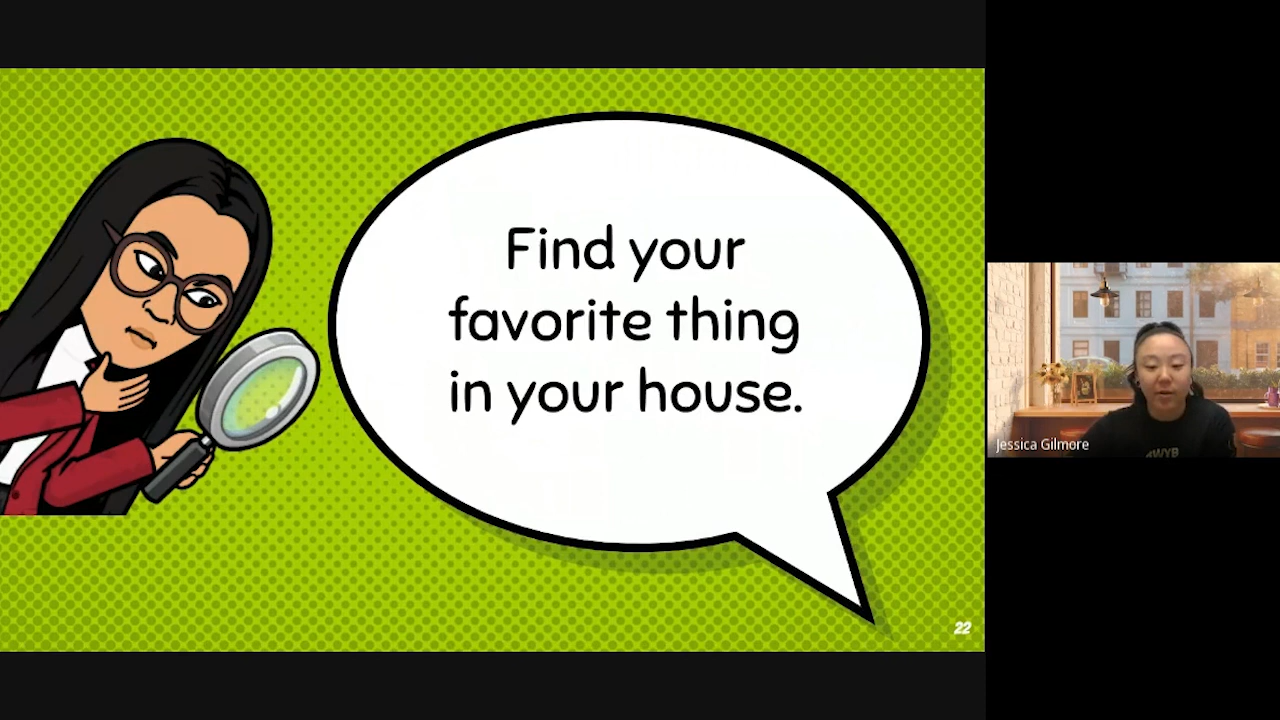 Find your
favorite thing
in your house.
22
Jessica Gilmore